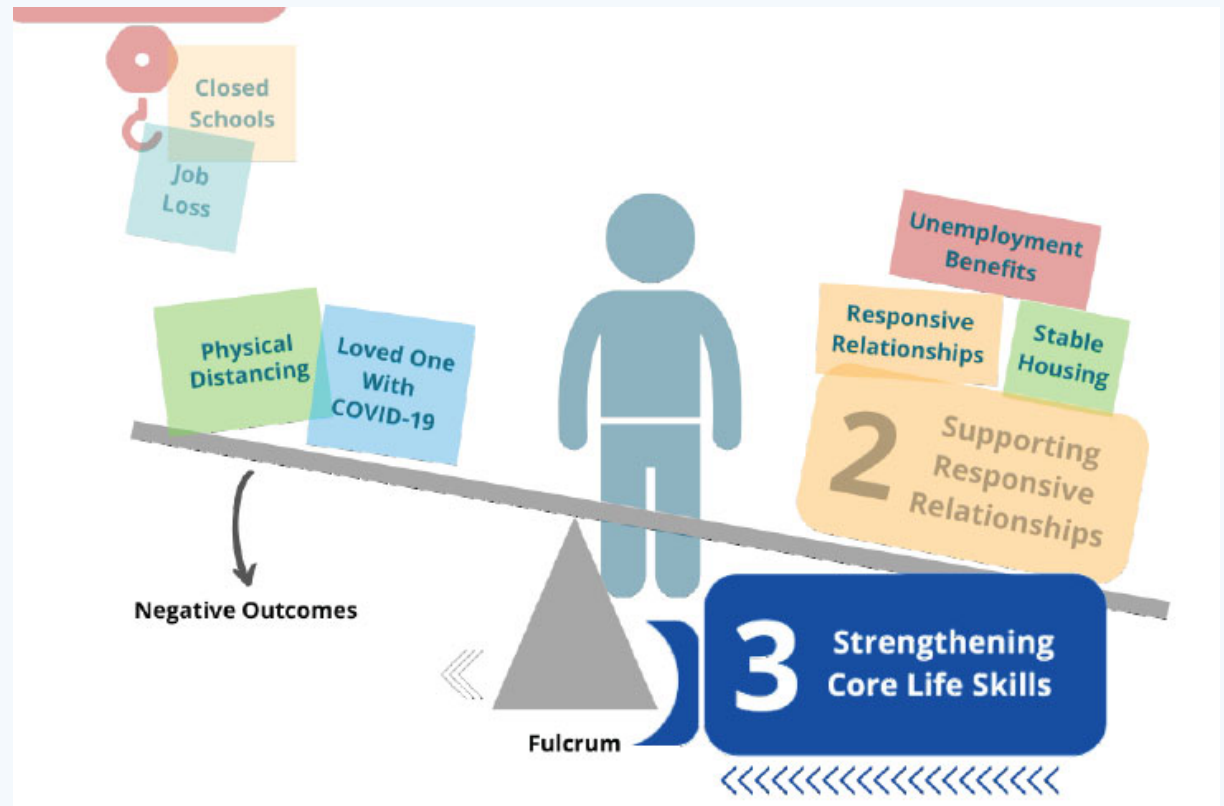 Closed
Schools
Job
Loss
Physical
Distancing
Loved One
With
COVID-19
Negative Outcomes
Unemployment
Benefits
Responsive
Relationships
Stable
Housing
2
Supporting
Responsive
Relationships
3
Strengthening
Core Life Skills
Fulcrum